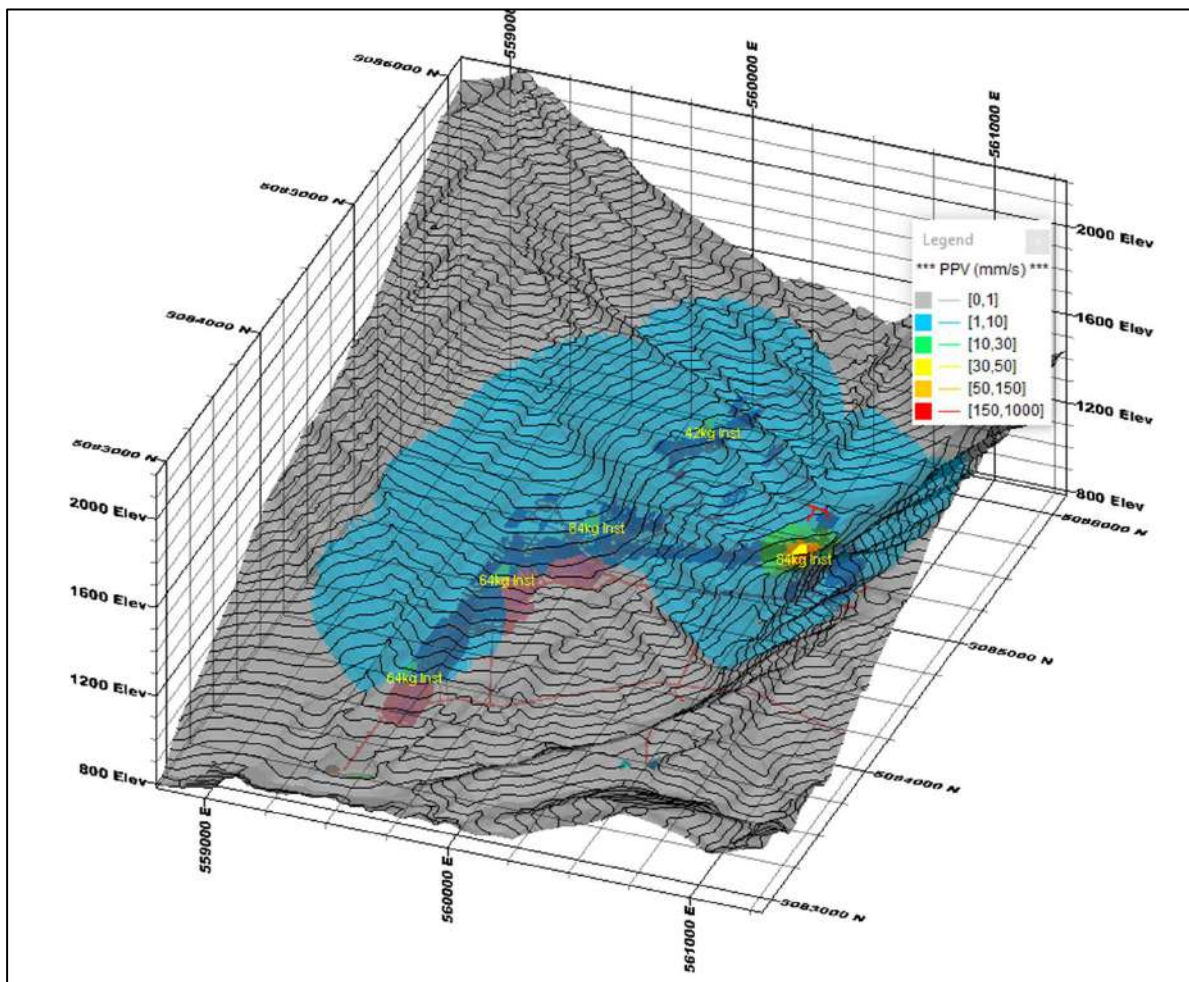 559000
560000 E
561000 E
5086000 N
5085000 N
5084000 N
5083000 N
2000 Elev
1600 Elev
1200 Elev
800 Elev
Legend
*** PPV (mm/s) ***
[0,1]
[1,10]
[10,30]
[30,50]
[50,150]
[150,1000]
2000 Elev
1600 Elev
1200 Elev
800 Elev
42kg Inst
84kg Inst
84kg Inst
64kg Inst
64kg Inst
5086000 N
5085000 N
5084000 N
5083000 N
559000 E
560000 E
561000 E